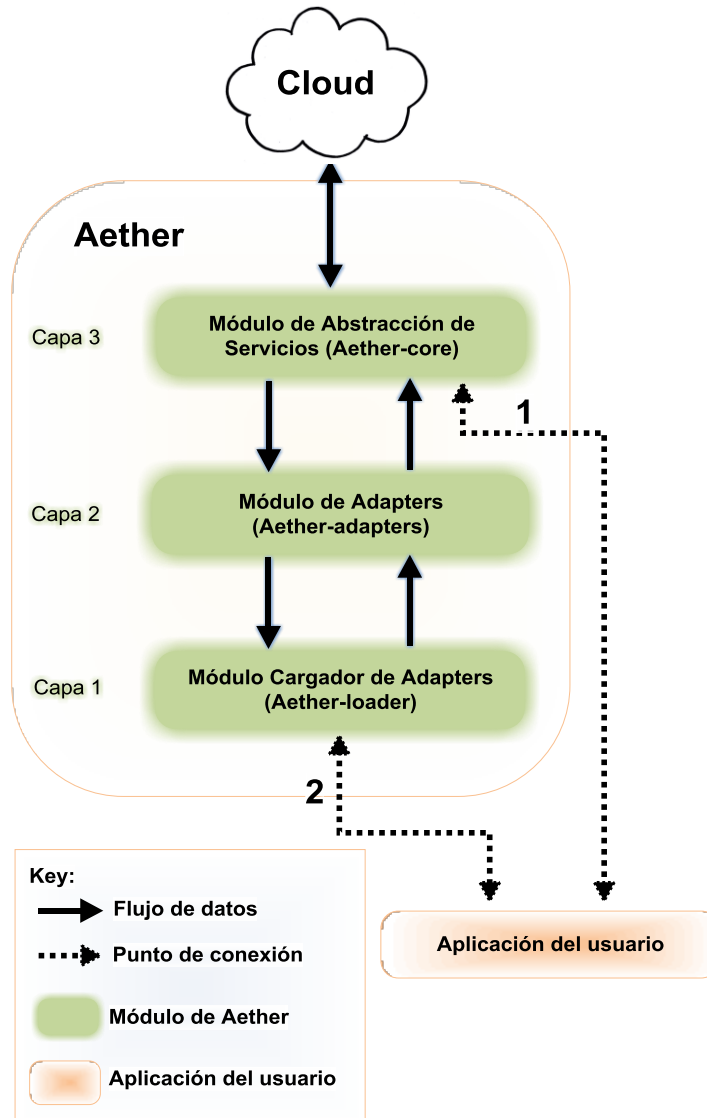 Cloud
Aether
Capa 3
Módulo de Abstracción de
Servicios (Aether-core)
1
Capa 2
Módulo de Adapters
(Aether-adapters)
Capa 1
Módulo Cargador de Adapters
(Aether-loader)
2
Key:
Flujo de datos
Punto de conexión
Módulo de Aether
Aplicación del usuario
Aplicación del usuario